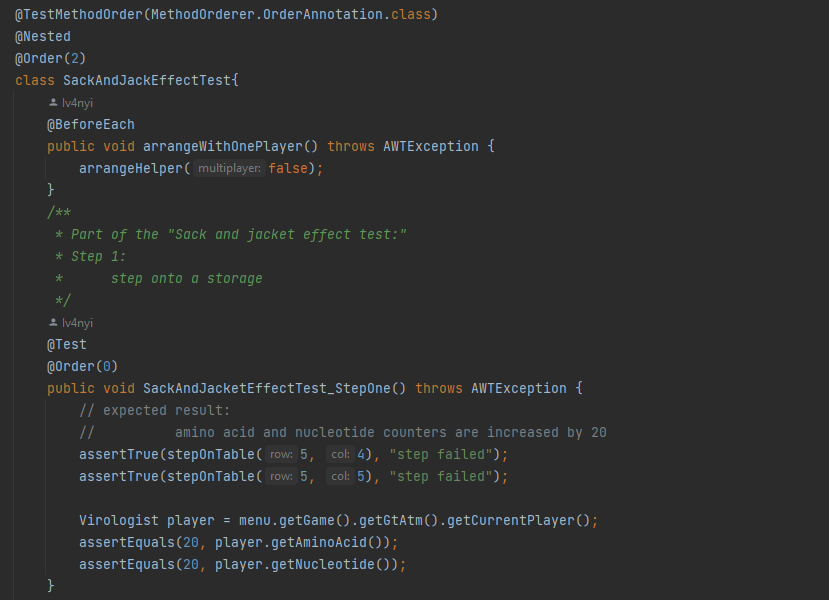 @TestMethodOrder(MethodOrderer.OrderAnnotation.class)
@Nested
@Order(2)
class SackAndJackEffectTest{
lv4nyi
@BeforeEach
public void arrangeWithOnePlayer() throws AWTException {
arrangeHelper( multiplayer: false);
}
/**
* Part of the "Sack and jacket effect test:"
* Step 1:
*      step onto a storage
*/
lv4nyi
@Test
@Order(0)
public void SackAndJacketEffectTest_StepOne() throws AWTException {
// expected result:
//          amino acid and nucleotide counters are increased by 20
assertTrue(stepOnTable( row: 5, col: 4), "step failed");
assertTrue(stepOnTable( row: 5, col: 5), "step failed");
Virologist player = menu.getGame().getGtAtm().getCurrentPlayer();
assertEquals(20, player.getAminoAcid());
assertEquals(20, player.getNucleotide());
}